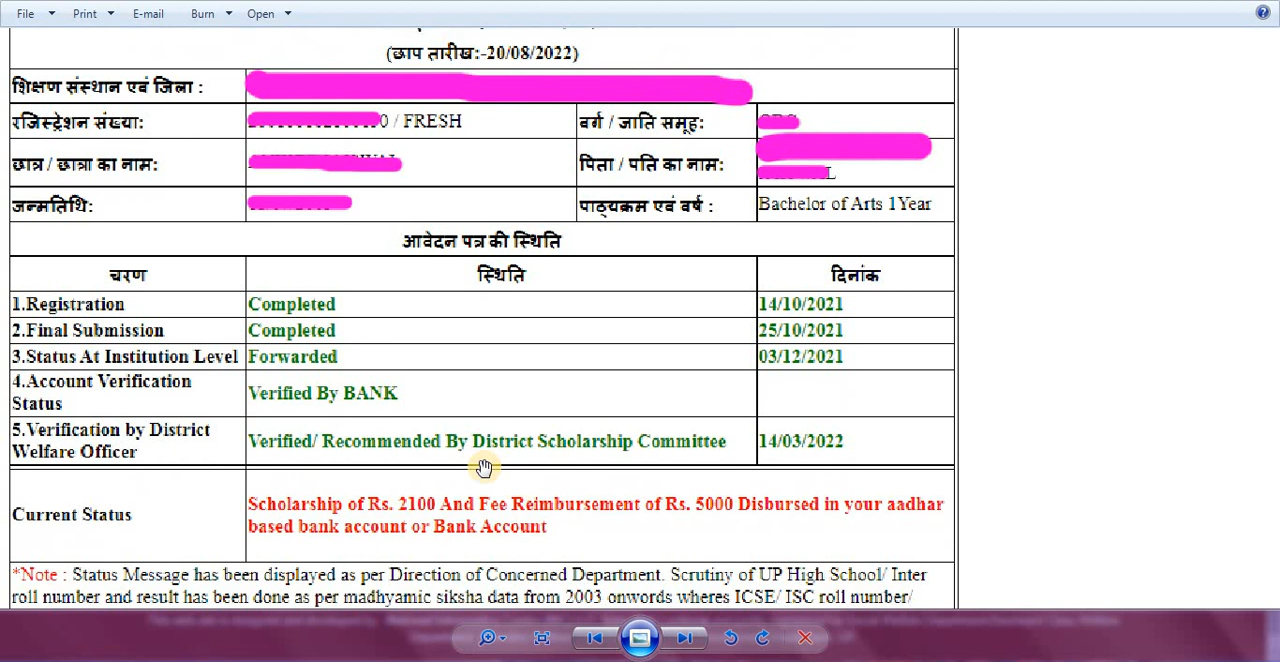 File Print E-mail Burn Open
(छाप तारीख:-20/08/2022)
शिक्षण संस्थान एवं जिला :
रजिस्ट्रेशन संख्या: 0 / FRESH वर्ग / जाति समूह:
छात्र / छात्रा का नाम: पिता / पति का नाम:
जन्मतिथि: पाठ्यक्रम एवं वर्ष : Bachelor of Arts 1Year
आवेदन पत्र की स्थिति
चरण स्थिति दिनांक
1.Registration Completed 14/10/2021
2.Final Submission Completed 25/10/2021
3.Status At Institution Level Forwarded 03/12/2021
4.Account Verification
Status Verified By BANK
5.Verification by District
Welfare Officer Verified/ Recommended By District Scholarship Committee 14/03/2022
Current Status Scholarship of Rs. 2100 And Fee Reimbursement of Rs. 5000 Disbursed in your aadhar
based bank account or Bank Account
*Note : Status Message has been displayed as per Direction of Concerned Department. Scrutiny of UP High School/ Inter
roll number and result has been done as per madhyamic siksha data from 2003 onwords wheres ICSE/ ISC roll number/